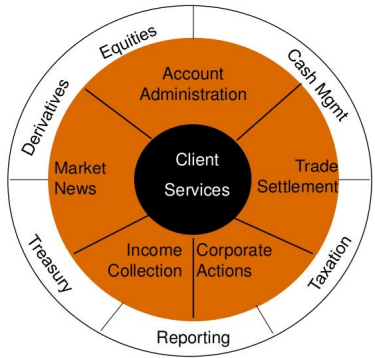 Equities
Cash Mgmt
Derivatives
Account
Administration
Client
Services
Market
News
Trade
Settlement
Income
Collection
Corporate
Actions
Treasury
Taxation
Reporting